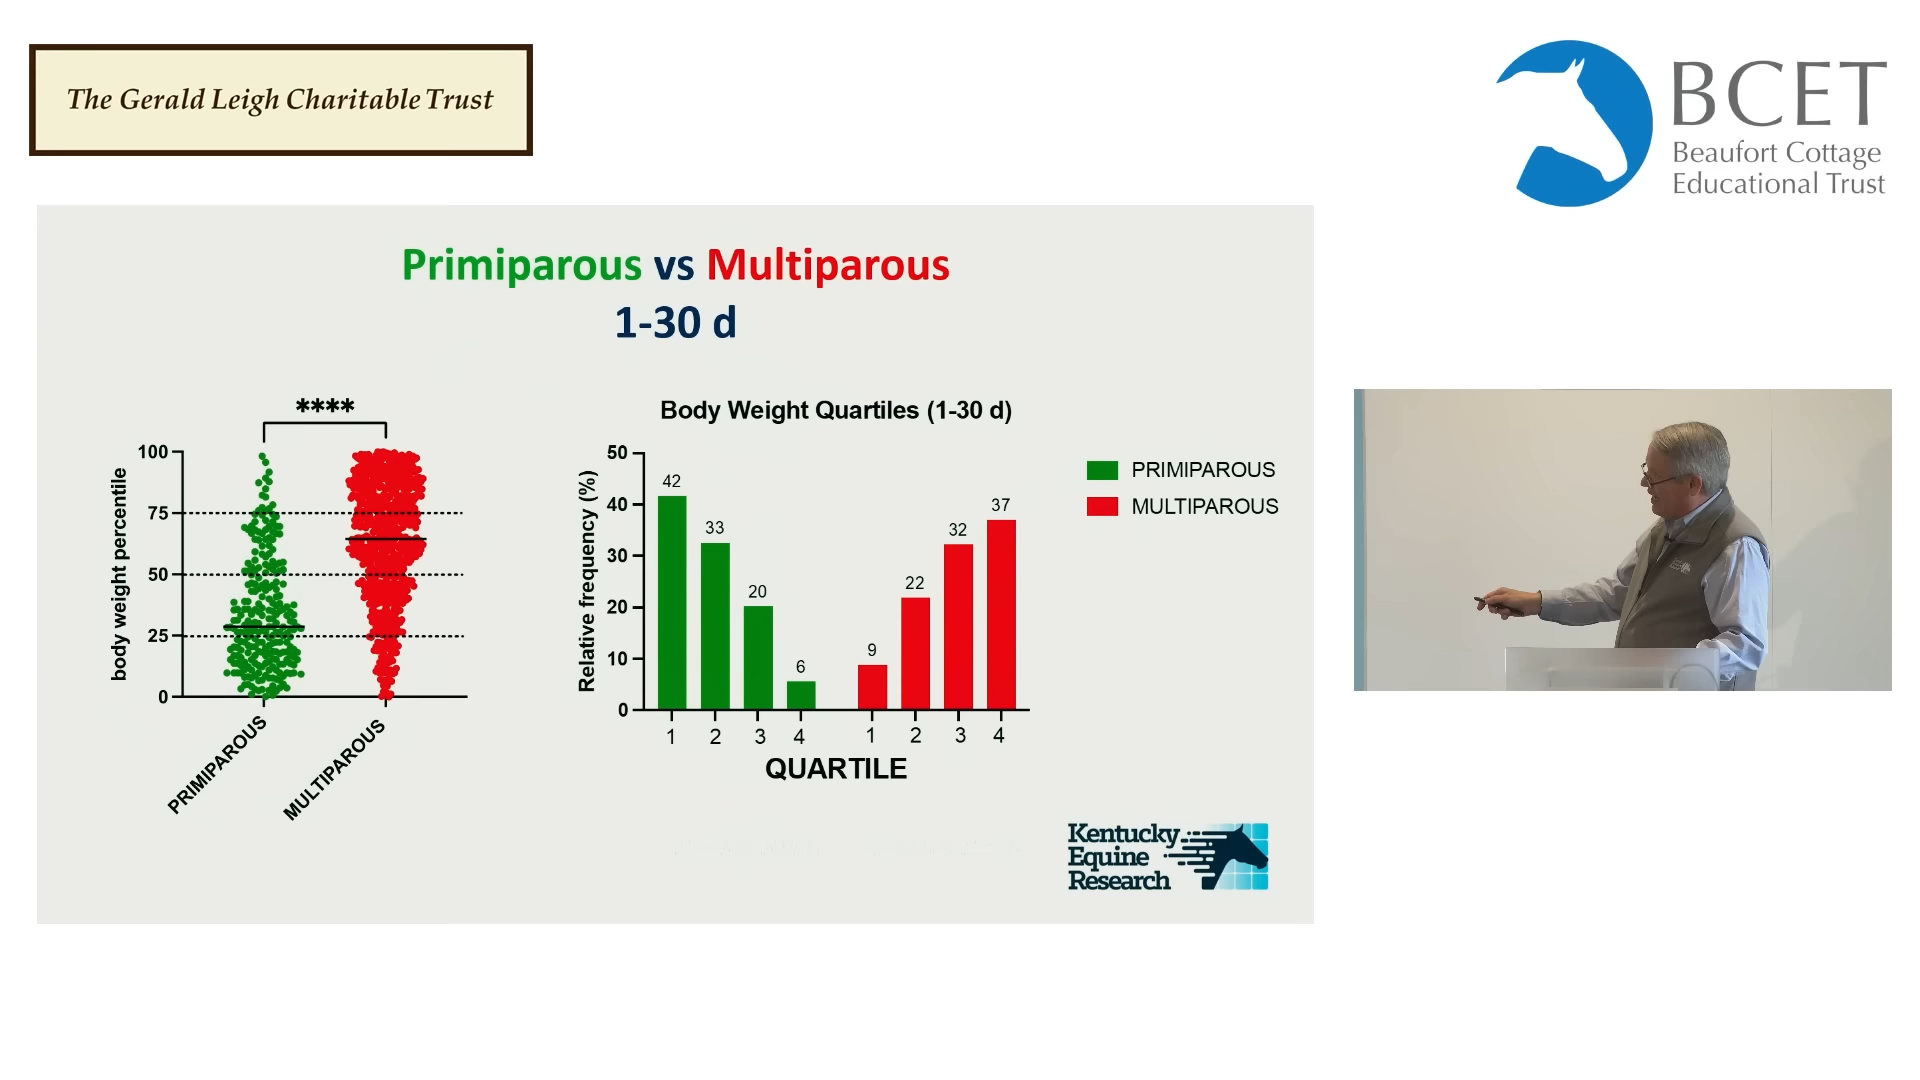 The Gerald Leigh Charitable Trust
BCET
Beaufort Cottage
Educational Trust
Primiparous vs Multiparous
1-30 d
****
100
75
50
25
0
body weight percentile
PRIMIPAROUS
MULTIPAROUS
Body Weight Quartiles (1-30 d)
50
40
30
20
10
0
Relative frequency (%)
42
33
20
6
9
22
32
37
1 2 3 4 1 2 3 4
QUARTILE
PRIMIPAROUS
MULTIPAROUS
Kentucky
Equine
Research